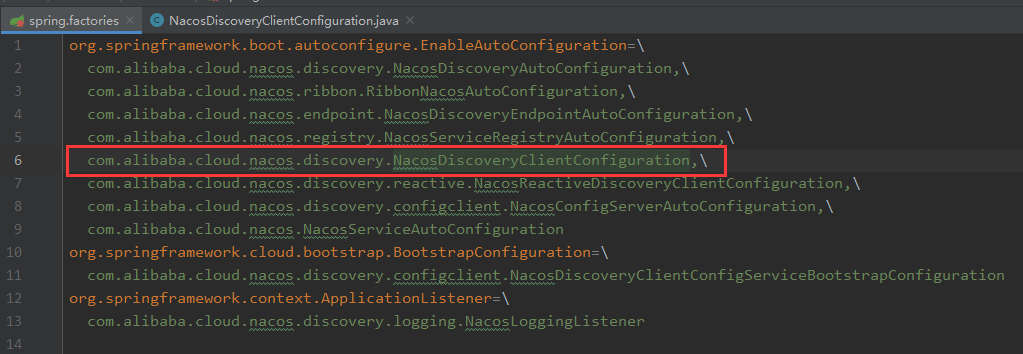 spring.factories NacosDiscoveryClientConfiguration.java
1 org.springframework.boot.autoconfigure.EnableAutoConfiguration=\
2 com.alibaba.cloud.nacos.discovery.NacosDiscoveryAutoConfiguration,\
3 com.alibaba.cloud.nacos.ribbon.RibbonNacosAutoConfiguration,\
4 com.alibaba.cloud.nacos.endpoint.NacosDiscoveryEndpointAutoConfiguration,\
5 com.alibaba.cloud.nacos.registry.NacosServiceRegistryAutoConfiguration,\
6 com.alibaba.cloud.nacos.discovery.NacosDiscoveryClientConfiguration,\
7 com.alibaba.cloud.nacos.discovery.reactive.NacosReactiveDiscoveryClientConfiguration,\
8 com.alibaba.cloud.nacos.discovery.configclient.NacosConfigServerAutoConfiguration,\
9 com.alibaba.cloud.nacos.NacosServiceAutoConfiguration
10 org.springframework.cloud.bootstrap.BootstrapConfiguration=\
11 com.alibaba.cloud.nacos.discovery.configclient.NacosDiscoveryClientConfigServiceBootstrapConfiguration
12 org.springframework.context.ApplicationListener=\
13 com.alibaba.cloud.nacos.discovery.logging.NacosLoggingListener
14